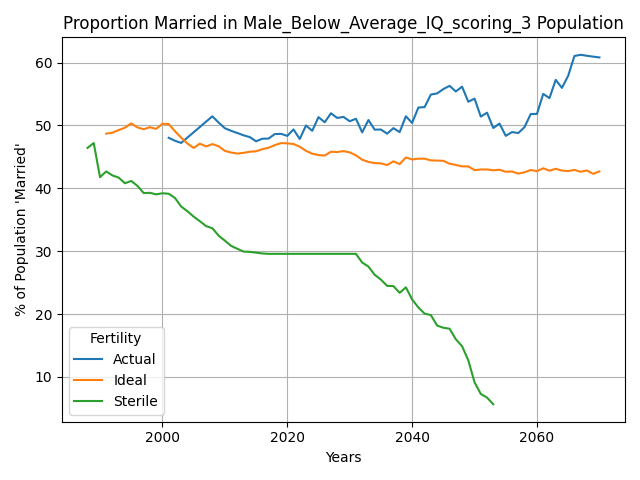 Proportion Married in Male_Below_Average_IQ_scoring_3 Population
% of Population 'Married'
60
50
40
30
20
10
Fertility
Actual
Ideal
Sterile
2000 2020 2040 2060
Years